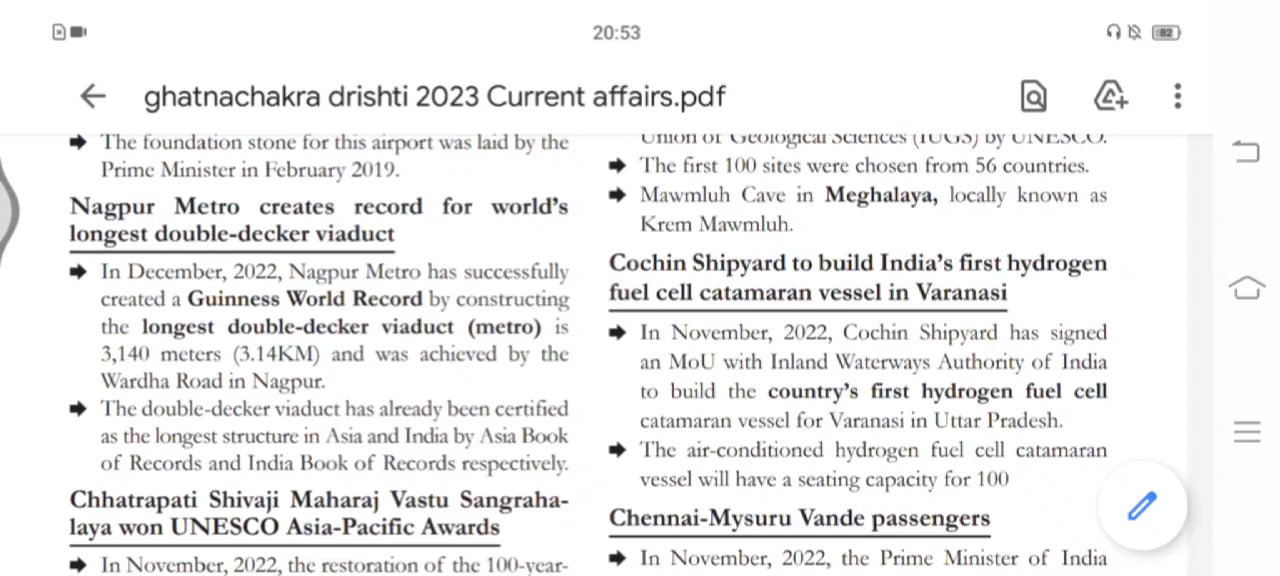 20:53
82
ghatnachakra drishti 2023 Current affairs.pdf
➡ The foundation stone for this airport was laid by the
Prime Minister in February 2019.
Nagpur Metro creates record for world's
longest double-decker viaduct
➡ In December, 2022, Nagpur Metro has successfully
created a Guinness World Record by constructing
the longest double-decker viaduct (metro) is
3,140 meters (3.14KM) and was achieved by the
Wardha Road in Nagpur.
➡ The double-decker viaduct has already been certified
as the longest structure in Asia and India by Asia Book
of Records and India Book of Records respectively.
Chhatrapati Shivaji Maharaj Vastu Sangraha-
laya won UNESCO Asia-Pacific Awards
➡ In November, 2022, the restoration of the 100-year-
Union of Geological Sciences (IUGS) by UNESCO.
➡ The first 100 sites were chosen from 56 countries.
➡ Mawmluh Cave in Meghalaya, locally known as
Krem Mawmluh.
Cochin Shipyard to build India's first hydrogen
fuel cell catamaran vessel in Varanasi
➡ In November, 2022, Cochin Shipyard has signed
an MoU with Inland Waterways Authority of India
to build the country's first hydrogen fuel cell
catamaran vessel for Varanasi in Uttar Pradesh.
➡ The air-conditioned hydrogen fuel cell catamaran
vessel will have a seating capacity for 100
Chennai-Mysuru Vande passengers
➡ In November, 2022, the Prime Minister of India